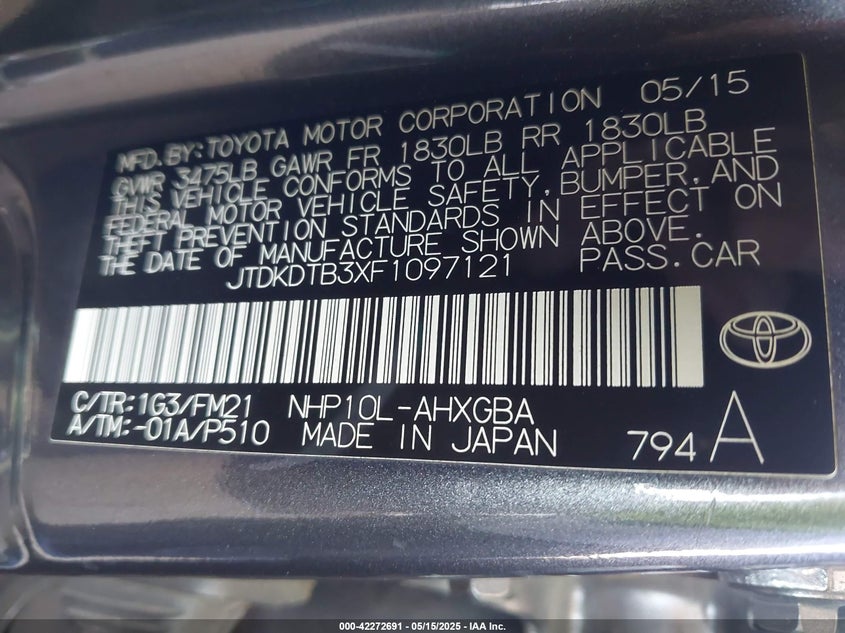 MFD.BY:TOYOTA MOTOR CORPORATION 05/15
GVWR 3475LB GAWR FR 1830LB RR 1830LB
THIS VEHICLE CONFORMS TO ALL APPLICABLE
FEDERAL MOTOR VEHICLE SAFETY,BUMPER,AND
THEFT PREVENTION STANDARDS IN EFFECT ON
THE DATE OF MANUFACTURE SHOWN ABOVE.
JTDKDTB3XF1097121 PASS.CAR
C/TR:1G3/FM21 NHP10L-AHXGBA
A/TM:-01A/P510 MADE IN JAPAN 794 A
000-42272691 - 05/15/2025 - IAA Inc.